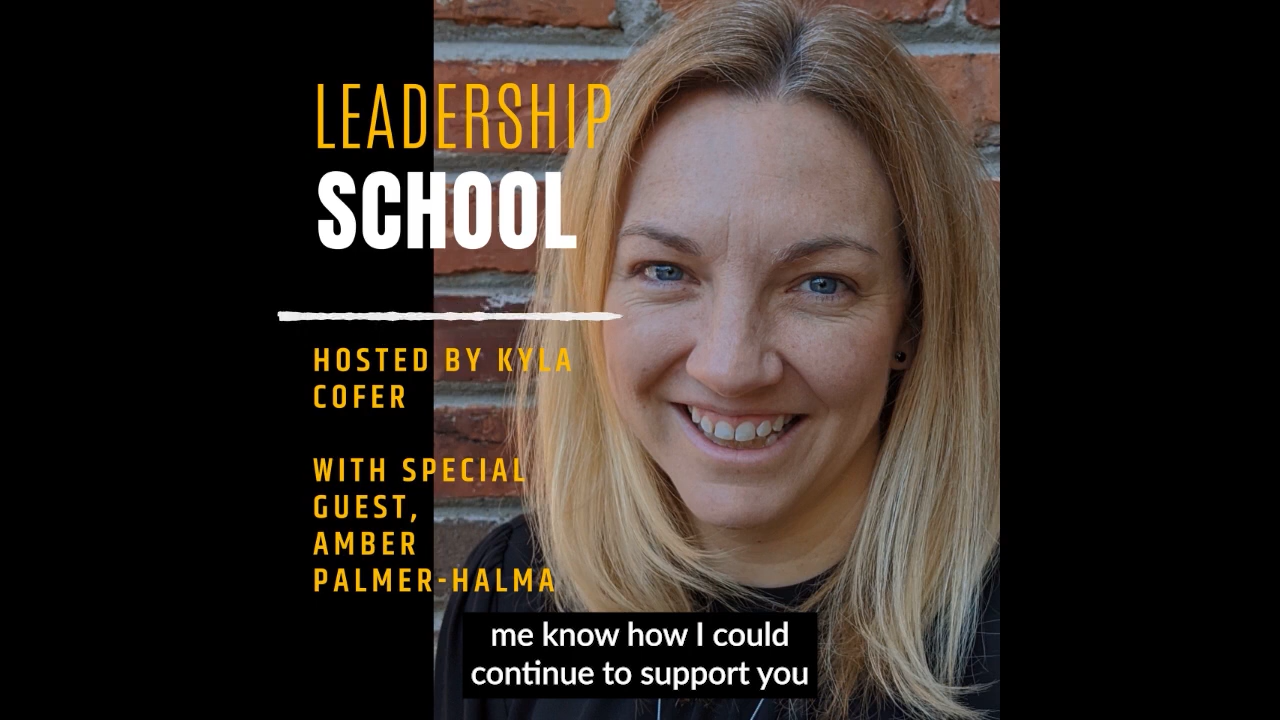 LEADERSHIP
SCHOOL
HOSTED BY KYLA
COFER
WITH SPECIAL
GUEST,
AMBER
PALMER-HALMA
me know how I could
continue to support you